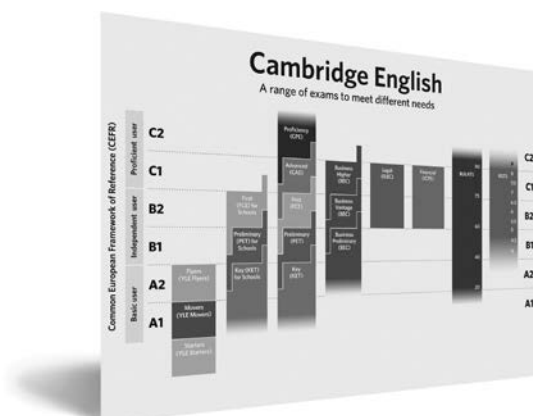 Cambridge English
A range of exams to meet different needs
Common European Framework of Reference (CEFR)
Proficient user
Independent user
Basic user
C2
C1
B2
B1
A2
A1
Flyers
(YLE Flyers)
Movers
(YLE Movers)
Starters
(YLE Starters)
First
(FCE) for
Schools
Preliminary
(PET) for
Schools
Key (KET) for
Schools
Proficiency
(CPE)
Advanced
(CAE)
First
(FCE)
Preliminary
(PET)
Key
(KET)
Business
Higher
(BEC)
Business
Vantage
(BEC)
Business
Preliminary
(BEC)
Legal
Financial
BULATS
IELTS
C2
C1
B2
B1
A2
A1